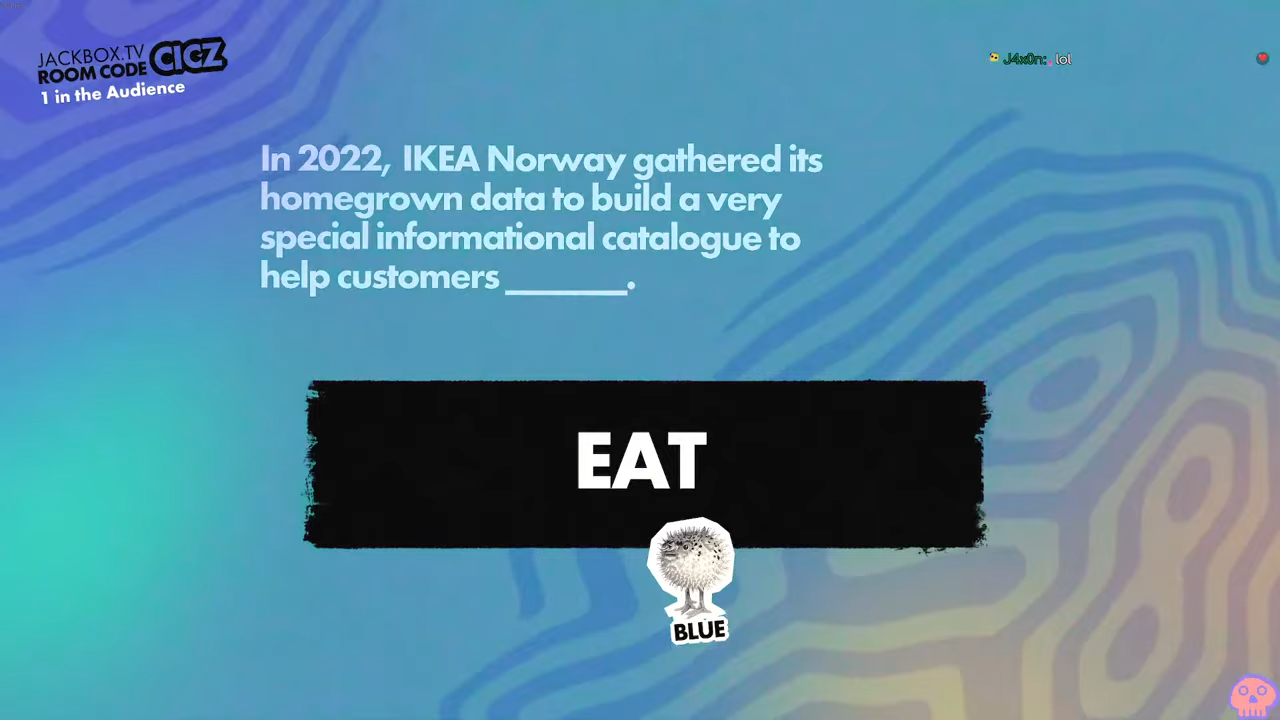 JACKBOX.TV
ROOM CODE CIGZ
1 in the Audience
J4x0n: lol
In 2022, IKEA Norway gathered its
homegrown data to build a very
special informational catalogue to
help customers _______.
EAT
BLUE